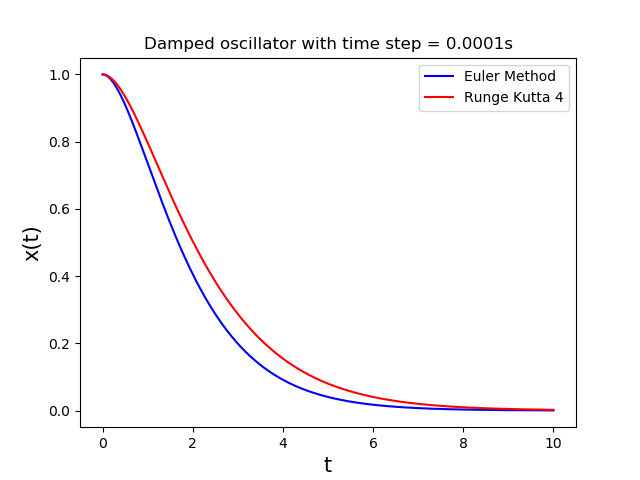 Damped oscillator with time step = 0.0001s
Euler Method
Runge Kutta 4
1.0
0.8
0.6
0.4
0.2
0.0
x(t)
0 2 4 6 8 10
t